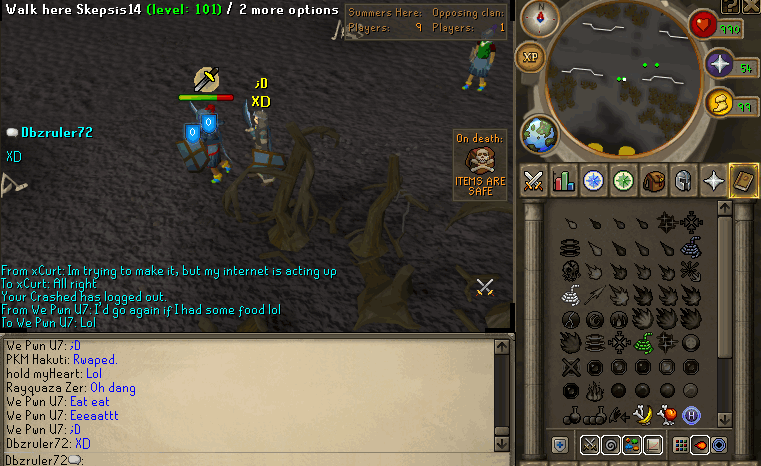 Walk here Skepsis14 (level: 101) / 2 more options
Summers Here: Opposing clan:
Players: 9 Players: 1
N
990
XP
54
99
;D
XD
0 0
Dbzruler72
XD
On death:
ITEMS ARE
SAFE
From xCurt: Im trying to make it, but my internet is acting up
To xCurt: All right
Your Crashed has logged out.
From We Pwn U7: I'd go again if I had some food lol
To We Pwn U7: Lol
We Pwn U7: ;D
PKM Hakuti: Rwaped.
hold myHeart: Lol
Rayquaza Zer: Oh dang
We Pwn U7: Eat eat
We Pwn U7: Eeeaattt
We Pwn U7: ;D
Dbzruler72: XD
Dbzruler72:
H